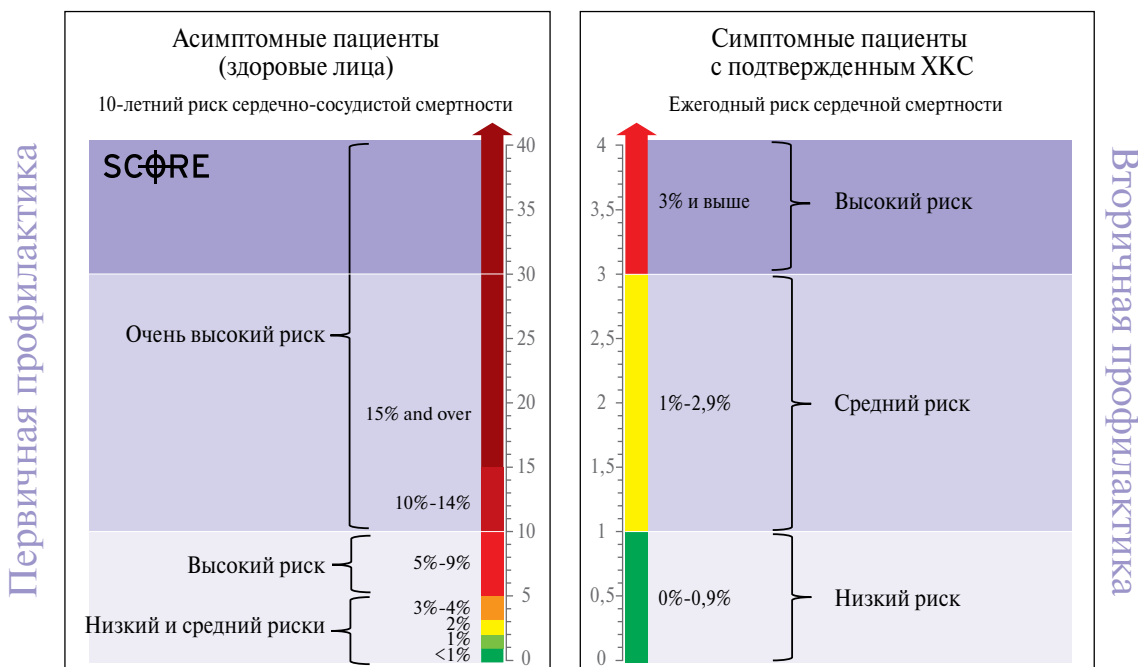 Первичная профилактика
Асимптомные пациенты
(здоровые лица)
10-летний риск сердечно-сосудистой смертности
SCORE
40
35
30
25
20
15
10
5
0
Очень высокий риск
15% and over
10%-14%
Высокий риск
5%-9%
Низкий и средний риски
3%-4%
2%
1%
<1%
Симптомные пациенты
с подтвержденным ХКС
Ежегодный риск сердечной смертности
4
3,5
3
2,5
2
1,5
1
0,5
0
3% и выше
Высокий риск
1%-2,9%
Средний риск
0%-0,9%
Низкий риск
Вторичная профилактика